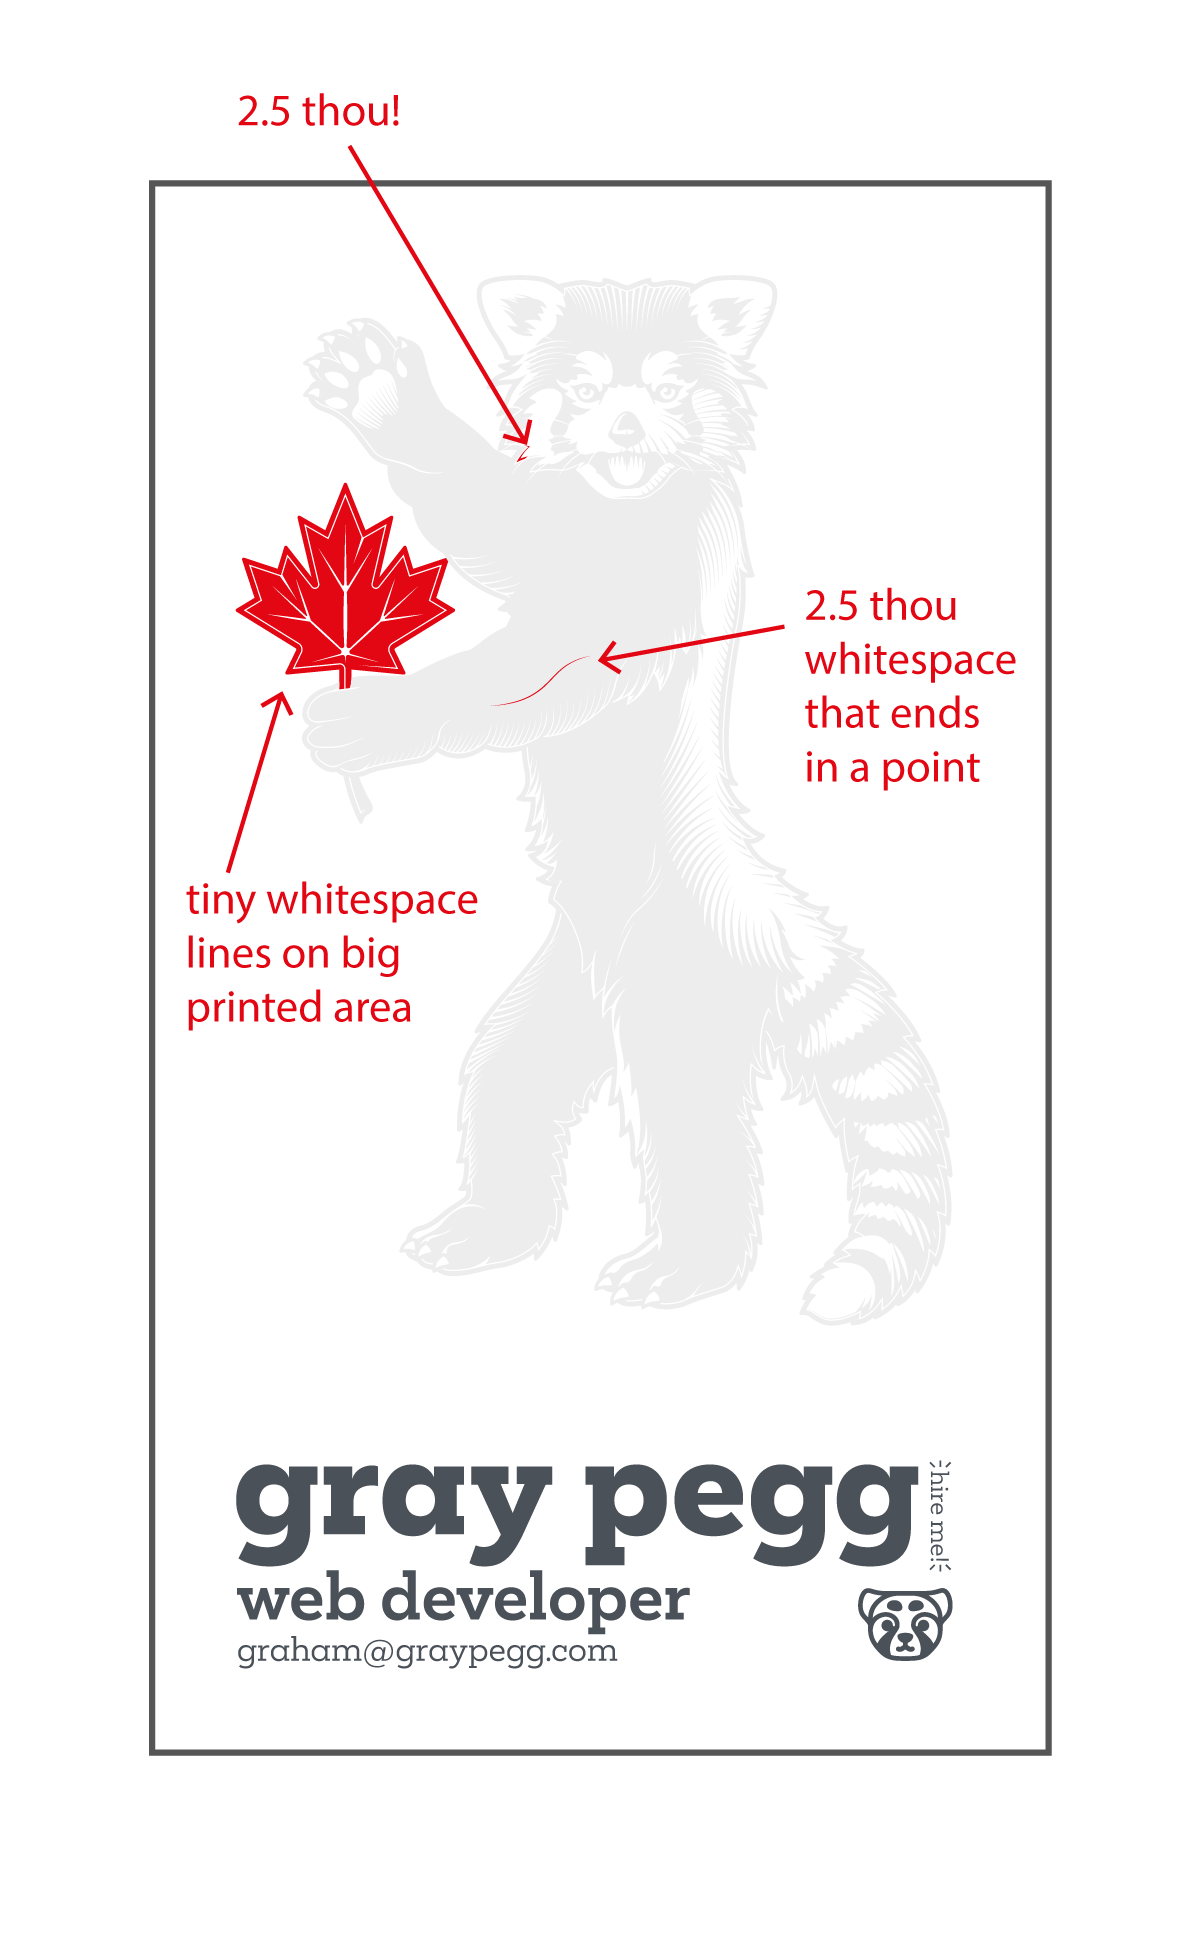 2.5 thou!
2.5 thou
whitespace
that ends
in a point
tiny whitespace
lines on big
printed area
gray pegg
hire me!
web developer
graham@graypegg.com